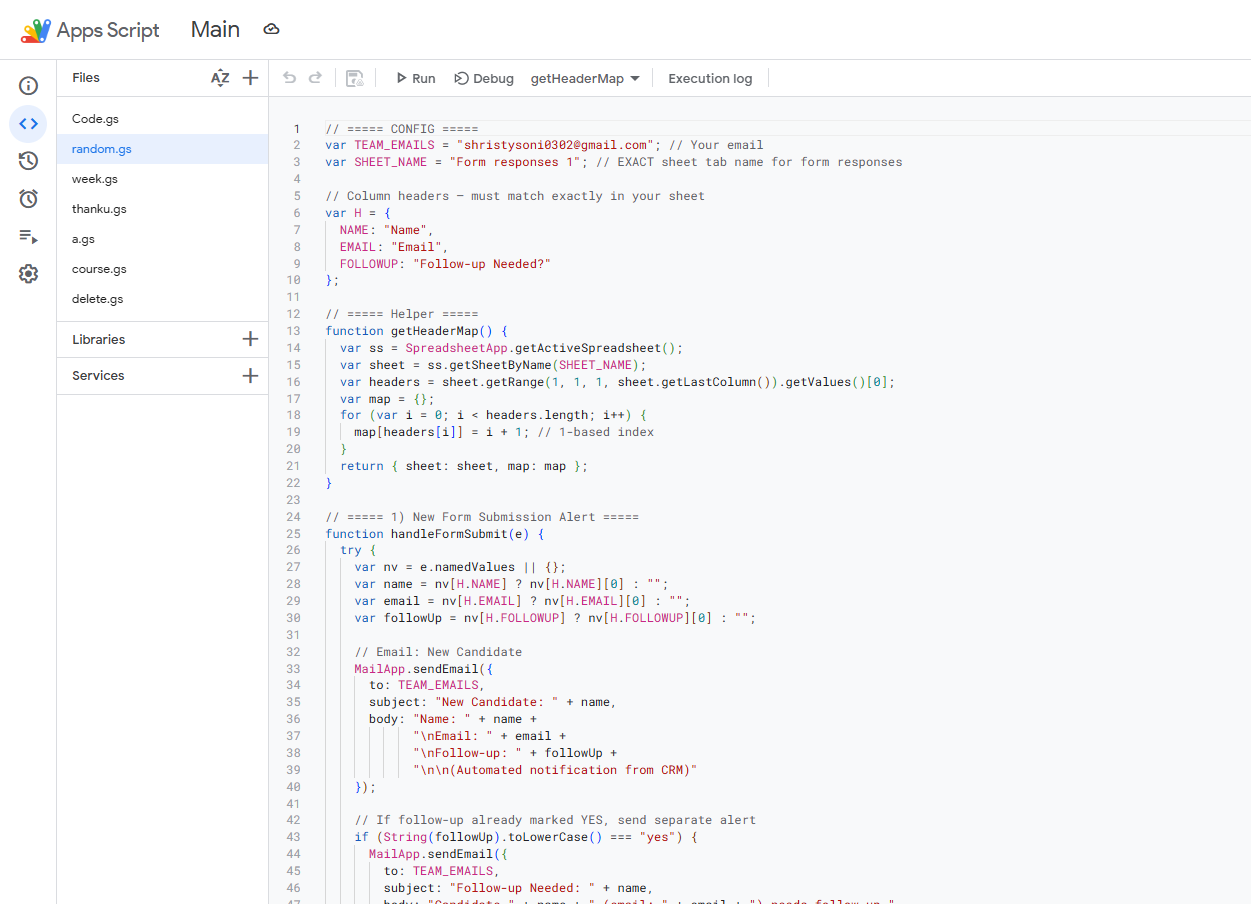 Apps Script Main
Files AZ
Run Debug getHeaderMap Execution log
Code.gs
random.gs
week.gs
thanku.gs
a.gs
course.gs
delete.gs
Libraries
Services
1 // ===== CONFIG =====
2 var TEAM_EMAILS = "shristysoni0302@gmail.com"; // Your email
3 var SHEET_NAME = "Form responses 1"; // EXACT sheet tab name for form responses
4
5 // Column headers – must match exactly in your sheet
6 var H = {
7 NAME: "Name",
8 EMAIL: "Email",
9 FOLLOWUP: "Follow-up Needed?"
10 };
11
12 // ===== Helper =====
13 function getHeaderMap() {
14 var ss = SpreadsheetApp.getActiveSpreadsheet();
15 var sheet = ss.getSheetByName(SHEET_NAME);
16 var headers = sheet.getRange(1, 1, 1, sheet.getLastColumn()).getValues()[0];
17 var map = {};
18 for (var i = 0; i < headers.length; i++) {
19 map[headers[i]] = i + 1; // 1-based index
20 }
21 return { sheet: sheet, map: map };
22 }
23
24 // ===== 1) New Form Submission Alert =====
25 function handleFormSubmit(e) {
26 try {
27 var nv = e.namedValues || {};
28 var name = nv[H.NAME] ? nv[H.NAME][0] : "";
29 var email = nv[H.EMAIL] ? nv[H.EMAIL][0] : "";
30 var followUp = nv[H.FOLLOWUP] ? nv[H.FOLLOWUP][0] : "";
31
32 // Email: New Candidate
33 MailApp.sendEmail({
34 to: TEAM_EMAILS,
35 subject: "New Candidate: " + name,
36 body: "Name: " + name +
37 "\nEmail: " + email +
38 "\nFollow-up: " + followUp +
39 "\n\n(Automated notification from CRM)"
40 });
41
42 // If follow-up already marked YES, send separate alert
43 if (String(followUp).toLowerCase() === "yes") {
44 MailApp.sendEmail({
45 to: TEAM_EMAILS,
46 subject: "Follow-up Needed: " + name,
47 body: "Candidate " + name + " (email: " + email + ") needs follow-up."